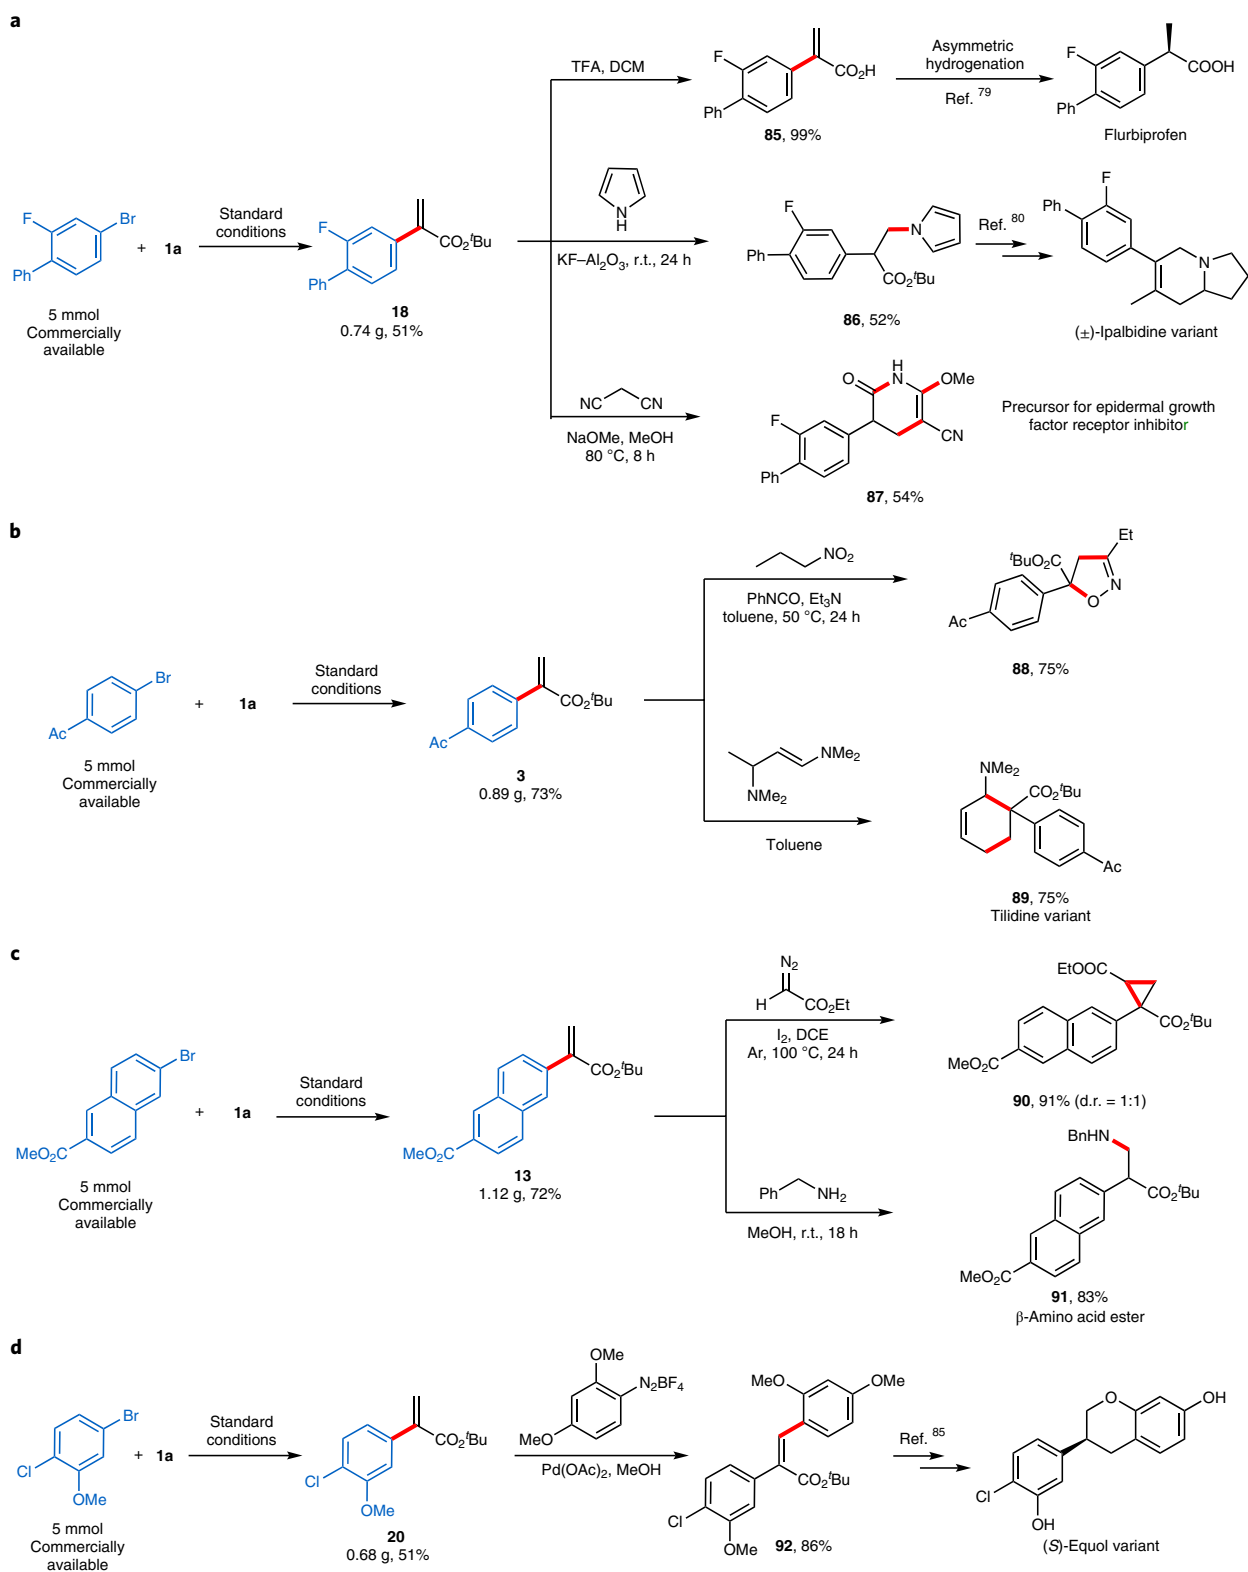 a
F
Br
Ph
5 mmol
Commercially
available
+
1a
Standard
conditions
F
Ph
CO₂ᵗBu
18
0.74 g, 51%
TFA, DCM
F
Ph
CO₂H
85, 99%
Asymmetric
hydrogenation
Ref. ⁷⁹
F
Ph
COOH
Flurbiprofen
N
H
KF–Al₂O₃, r.t., 24 h
F
Ph
N
CO₂ᵗBu
86, 52%
Ref. ⁸⁰
F
Ph
N
Me
(±)-Ipalbidine variant
NC
CN
NaOMe, MeOH
80 °C, 8 h
H
N
O
OMe
F
CN
Ph
87, 54%
Precursor for epidermal growth
factor receptor inhibitor
b
Br
Ac
5 mmol
Commercially
available
+
1a
Standard
conditions
CO₂ᵗBu
Ac
3
0.89 g, 73%
NO₂
PhNCO, Et₃N
toluene, 50 °C, 24 h
Et
ᵗBuO₂C
N
O
Ac
88, 75%
NMe₂
NMe₂
Toluene
NMe₂
CO₂ᵗBu
Ac
89, 75%
Tilidine variant
c
Br
MeO₂C
5 mmol
Commercially
available
+
1a
Standard
conditions
CO₂ᵗBu
MeO₂C
13
1.12 g, 72%
N₂
H
CO₂Et
I₂, DCE
Ar, 100 °C, 24 h
EtOOC
CO₂ᵗBu
MeO₂C
90, 91% (d.r. = 1:1)
Ph
NH₂
MeOH, r.t., 18 h
BnHN
CO₂ᵗBu
MeO₂C
91, 83%
β-Amino acid ester
d
Br
Cl
OMe
5 mmol
Commercially
available
+
1a
Standard
conditions
CO₂ᵗBu
Cl
OMe
20
0.68 g, 51%
OMe
N₂BF₄
MeO
Pd(OAc)₂, MeOH
MeO
OMe
CO₂ᵗBu
Cl
OMe
92, 86%
Ref. ⁸⁵
O
OH
Cl
OH
(S)-Equol variant